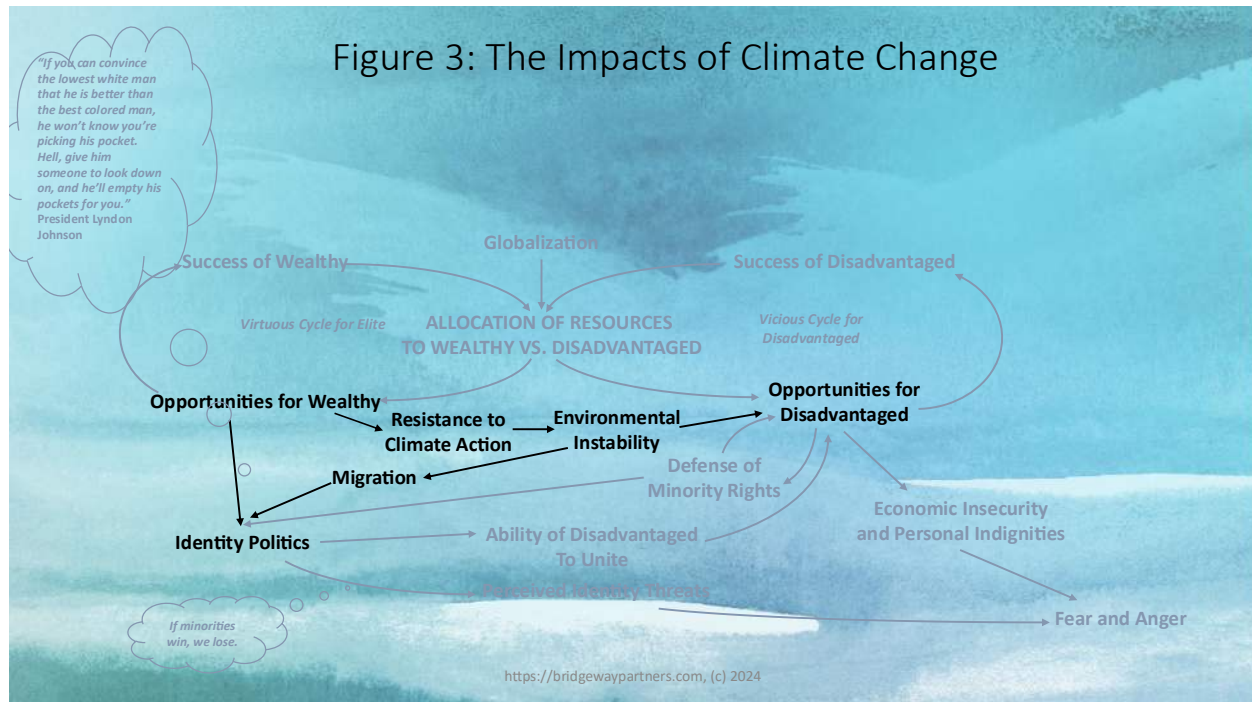 Figure 3: The Impacts of Climate Change
"If you can convince
the lowest white man
that he is better than
the best colored man,
he won't know you're
picking his pocket.
Hell, give him
someone to look down
on, and he'll empty his
pockets for you."
President Lyndon
Johnson
Globalization
Success of Wealthy
Success of Disadvantaged
Virtuous Cycle for Elite
ALLOCATION OF RESOURCES
TO WEALTHY VS. DISADVANTAGED
Vicious Cycle for
Disadvantaged
Opportunities for Wealthy
Resistance to
Climate Action
Environmental
Instability
Opportunities for
Disadvantaged
Migration
Defense of
Minority Rights
Economic Insecurity
and Personal Indignities
Identity Politics
Ability of Disadvantaged
To Unite
Perceived Identity Threats
Fear and Anger
If minorities
win, we lose.
https://bridgewaypartners.com, (c) 2024